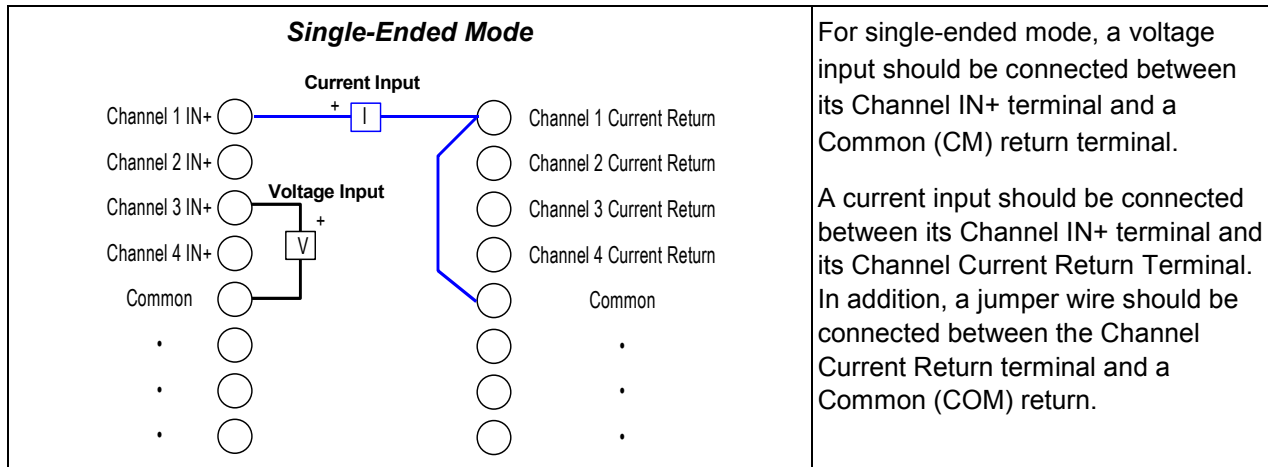 Single-Ended Mode
Current Input
+
I
Channel 1 IN+
Channel 1 Current Return
Channel 2 IN+
Channel 2 Current Return
Voltage Input
Channel 3 IN+
+
Channel 3 Current Return
V
Channel 4 IN+
Channel 4 Current Return
Common
Common
•
•
•
•
•
•
For single-ended mode, a voltage
input should be connected between
its Channel IN+ terminal and a
Common (CM) return terminal.
A current input should be connected
between its Channel IN+ terminal and
its Channel Current Return Terminal.
In addition, a jumper wire should be
connected between the Channel
Current Return terminal and a
Common (COM) return.